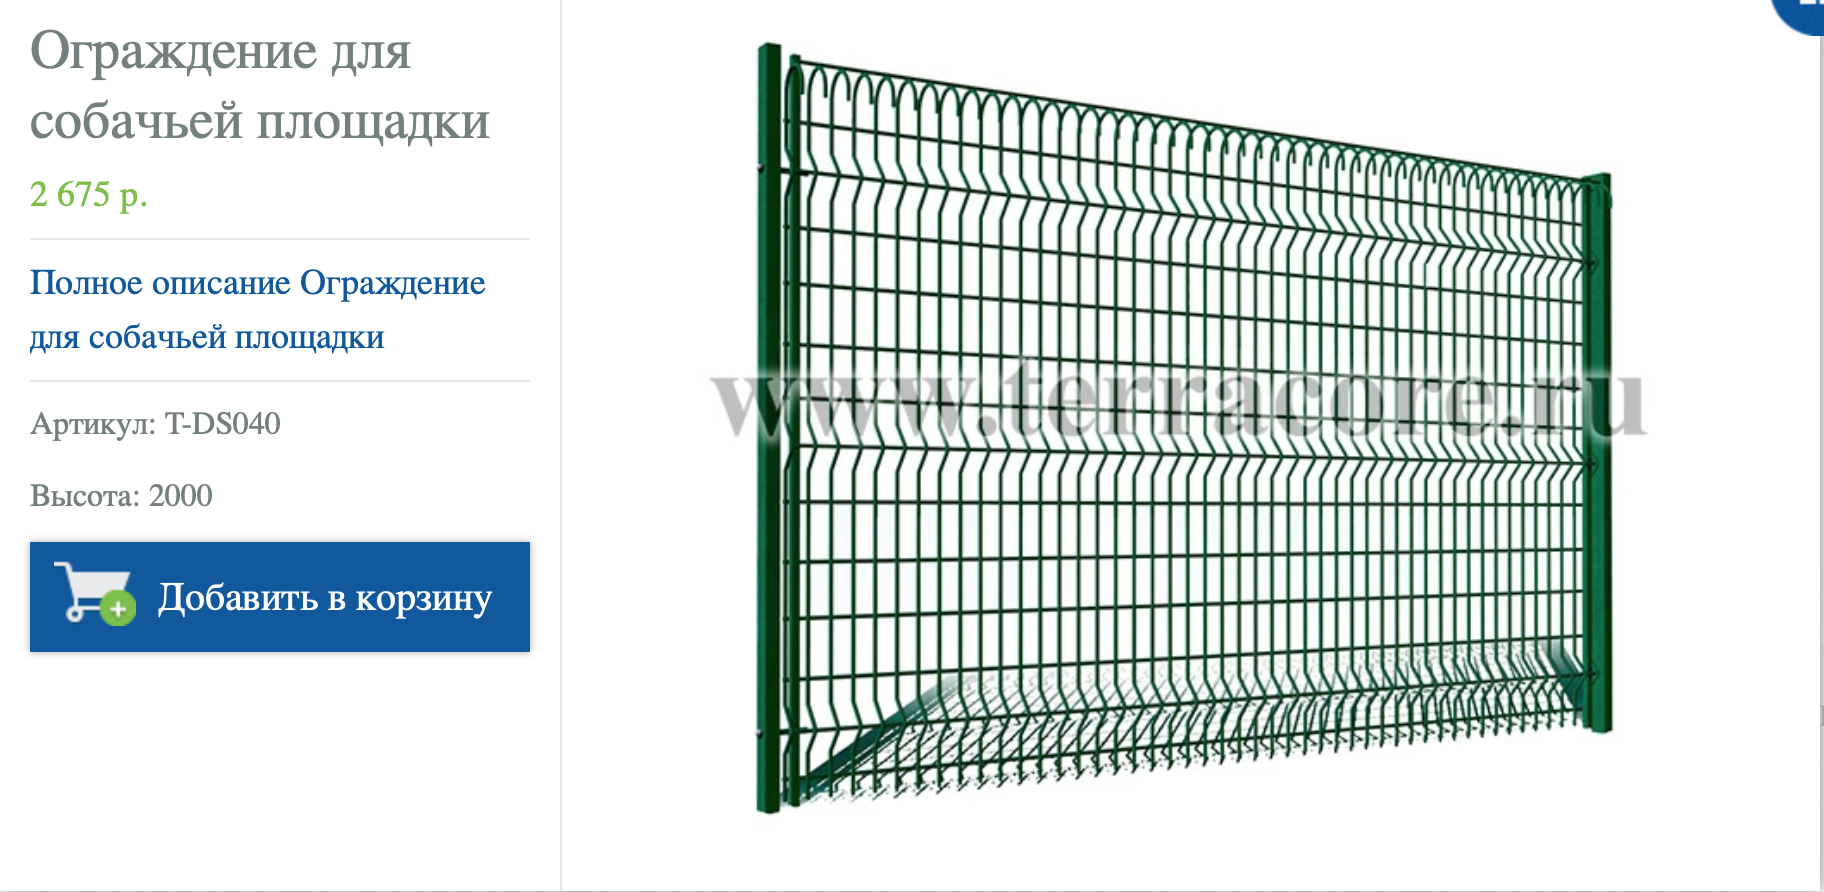 Ограждение для
собачьей площадки
2 675 р.
Полное описание Ограждение
для собачьей площадки
Артикул: T-DS040
Высота: 2000
Добавить в корзину
www.terracore.ru